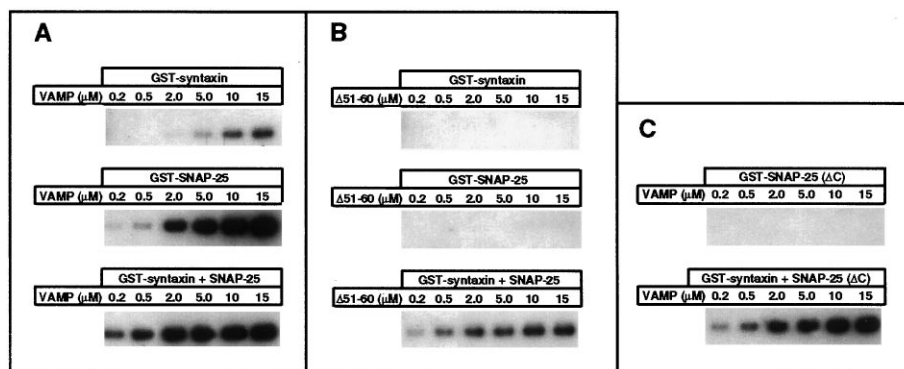 A
GST-syntaxin
VAMP (μM) 0.2 0.5 2.0 5.0 10 15
GST-SNAP-25
VAMP (μM) 0.2 0.5 2.0 5.0 10 15
GST-syntaxin + SNAP-25
VAMP (μM) 0.2 0.5 2.0 5.0 10 15
B
GST-syntaxin
Δ51-60 (μM) 0.2 0.5 2.0 5.0 10 15
GST-SNAP-25
Δ51-60 (μM) 0.2 0.5 2.0 5.0 10 15
GST-syntaxin + SNAP-25
Δ51-60 (μM) 0.2 0.5 2.0 5.0 10 15
C
GST-SNAP-25 (ΔC)
VAMP (μM) 0.2 0.5 2.0 5.0 10 15
GST-syntaxin + SNAP-25 (ΔC)
VAMP (μM) 0.2 0.5 2.0 5.0 10 15